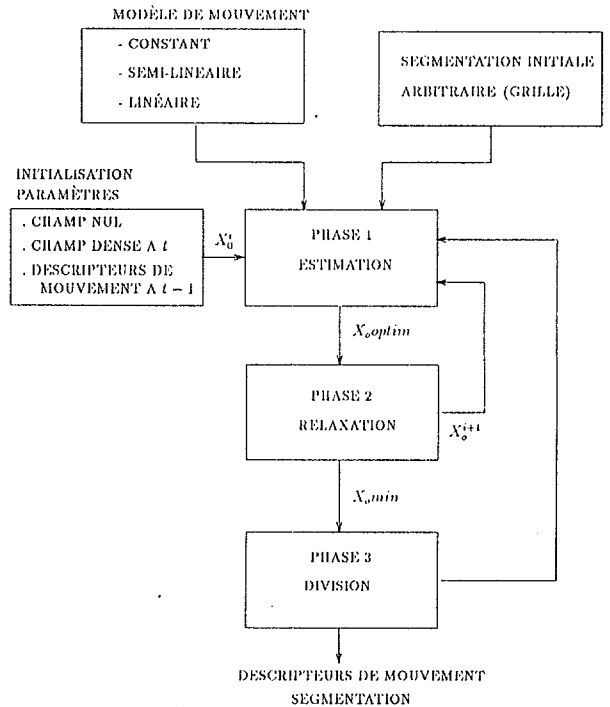 MODÈLE DE MOUVEMENT
- CONSTANT
- SEMI-LINEAIRE
- LINÉAIRE
SEGMENTATION INITIALE
ARBITRAIRE (GRILLE)
INITIALISATION
PARAMÈTRES
. CHAMP NUL
. CHAMP DENSE A t
. DESCRIPTEURS DE
MOUVEMENT A t – 1
X_0^i
PHASE 1
ESTIMATION
X_o optim
PHASE 2
RELAXATION
X_o^{i+1}
X_o min
PHASE 3
DIVISION
DESCRIPTEURS DE MOUVEMENT
SEGMENTATION